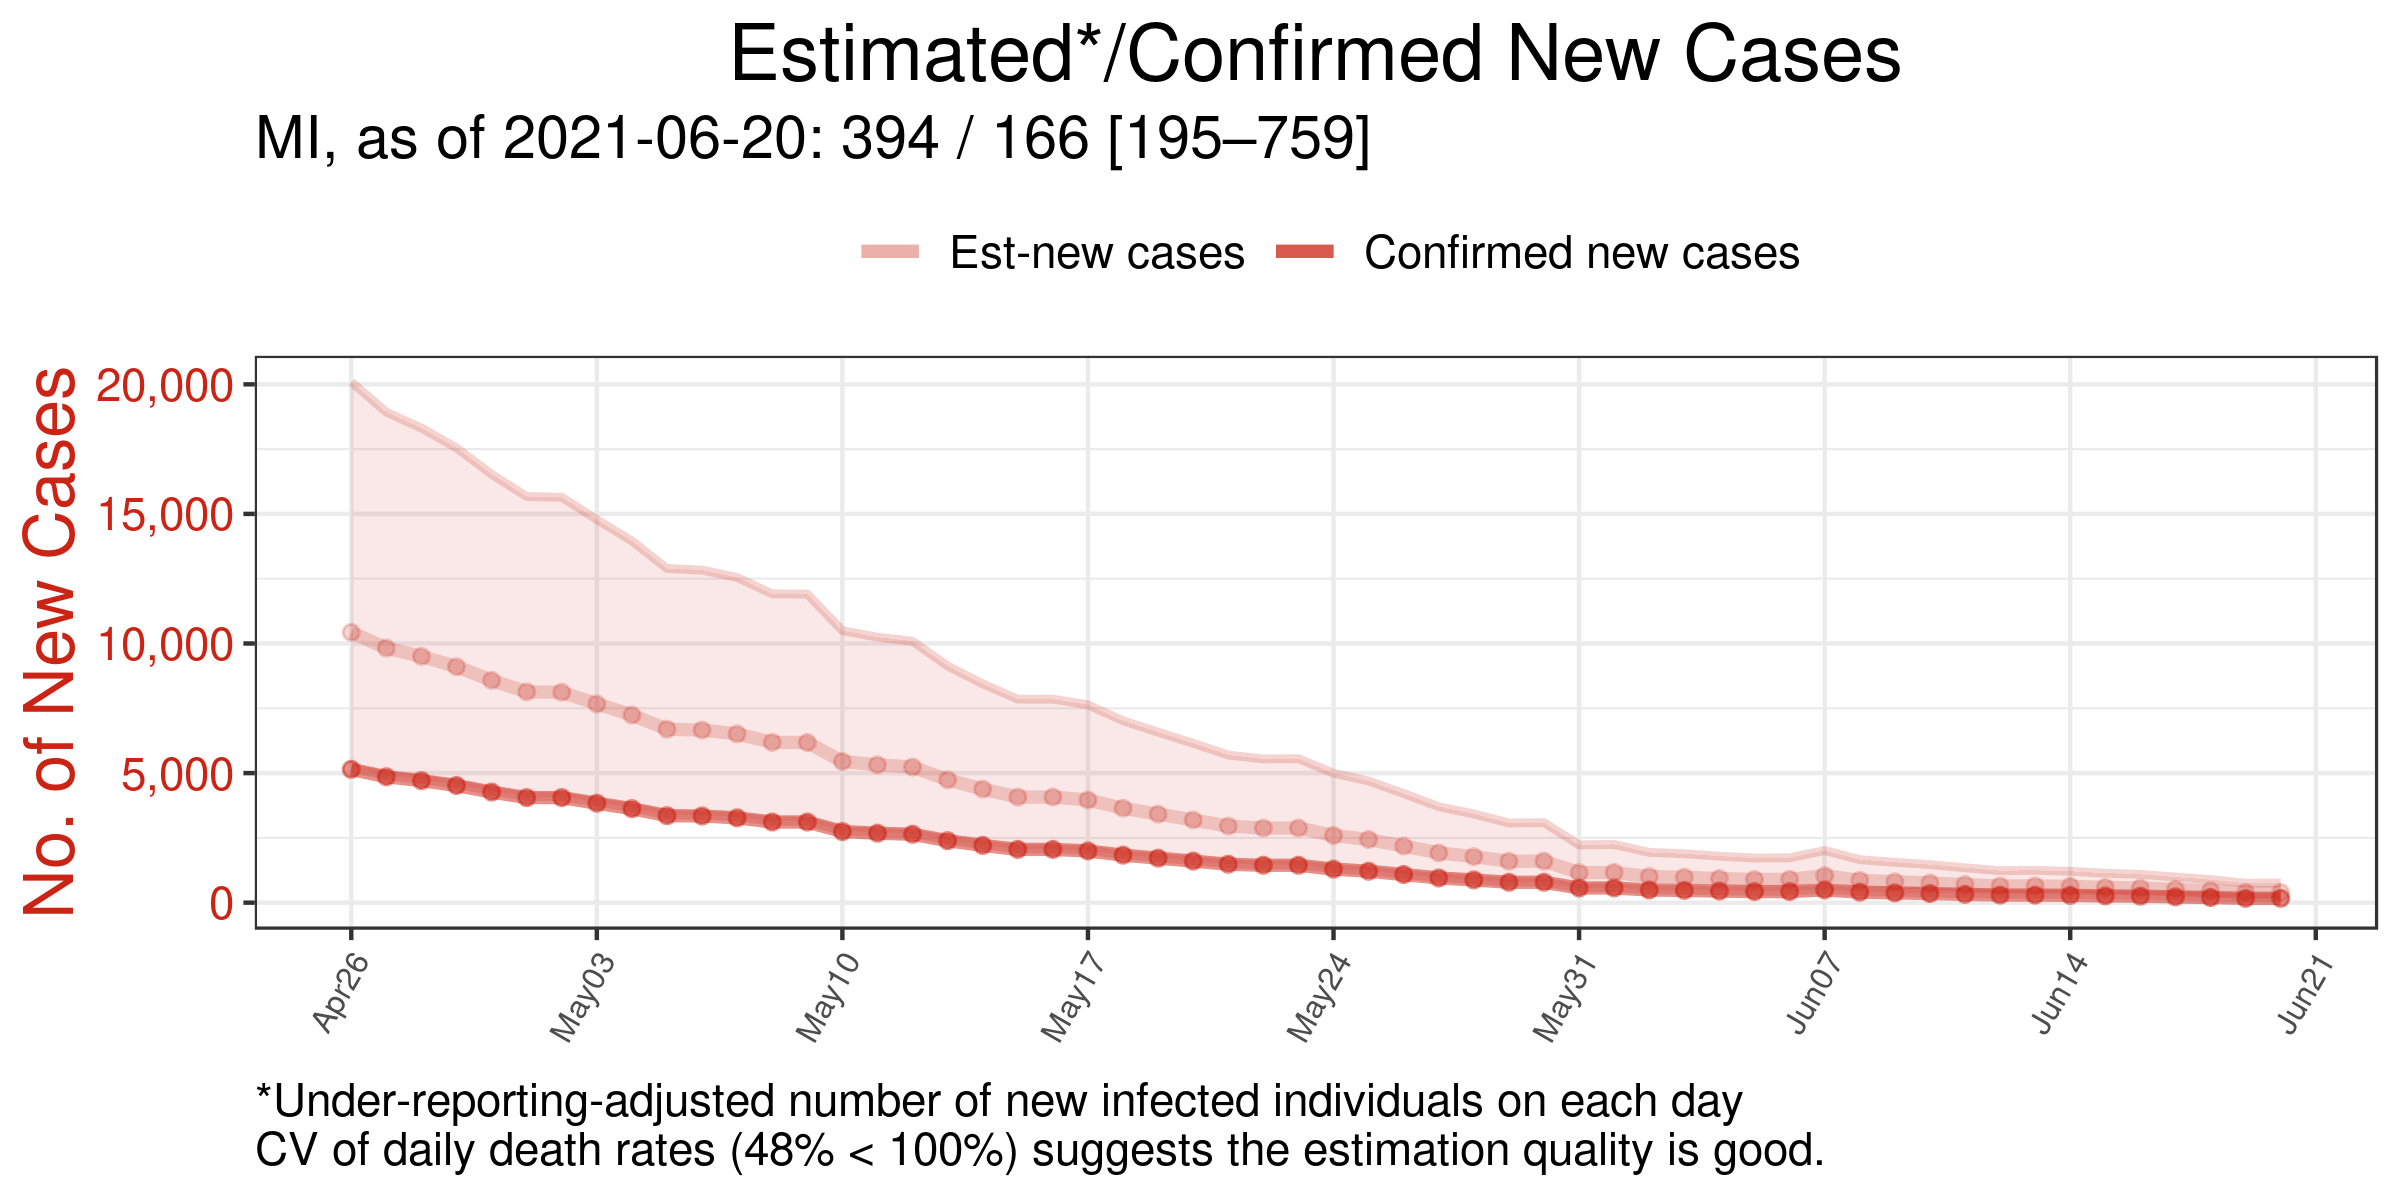 Estimated*/Confirmed New Cases
MI, as of 2021-06-20: 394 / 166 [195–759]
Est-new cases
Confirmed new cases
No. of New Cases
20,000
15,000
10,000
5,000
0
Apr26
May03
May10
May17
May24
May31
Jun07
Jun14
Jun21
*Under-reporting-adjusted number of new infected individuals on each day
CV of daily death rates (48% < 100%) suggests the estimation quality is good.